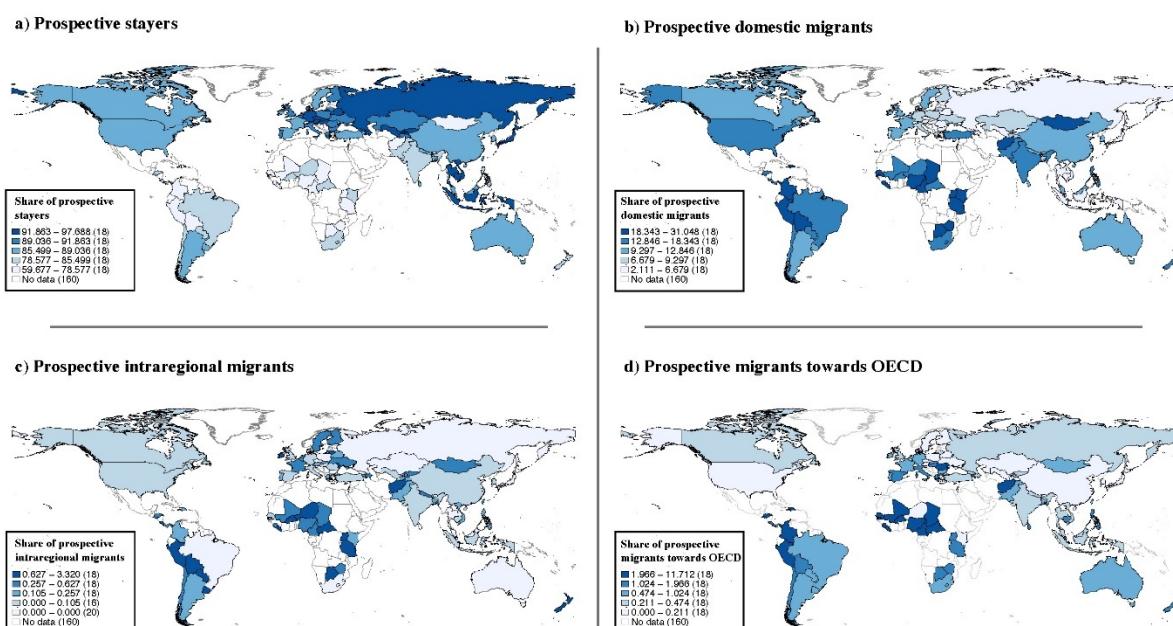 a) Prospective stayers
Share of prospective
stayers
91.863 – 97.688 (18)
89.036 – 91.863 (18)
85.499 – 89.036 (18)
78.577 – 85.499 (18)
59.677 – 78.577 (18)
No data (160)
b) Prospective domestic migrants
Share of prospective
domestic migrants
18.343 – 31.048 (18)
12.846 – 18.343 (18)
9.297 – 12.846 (18)
6.679 – 9.297 (18)
2.111 – 6.679 (18)
No data (160)
c) Prospective intraregional migrants
Share of prospective
intraregional migrants
0.627 – 3.320 (18)
0.257 – 0.627 (18)
0.105 – 0.257 (18)
0.000 – 0.105 (16)
0.000 – 0.000 (20)
No data (160)
d) Prospective migrants towards OECD
Share of prospective
migrants towards OECD
1.966 – 11.712 (18)
1.024 – 1.966 (18)
0.474 – 1.024 (18)
0.211 – 0.474 (18)
0.000 – 0.211 (18)
No data (160)